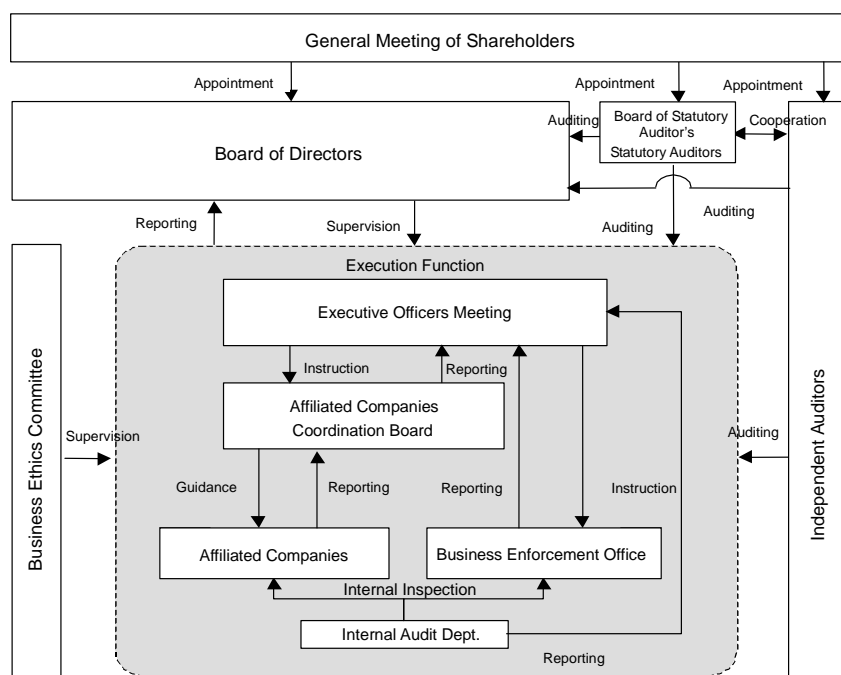 General Meeting of Shareholders
Appointment
Appointment
Appointment
Board of Directors
Auditing
Board of Statutory
Auditor's
Statutory Auditors
Cooperation
Reporting
Supervision
Auditing
Auditing
Business Ethics Committee
Supervision
Execution Function
Executive Officers Meeting
Instruction
Reporting
Affiliated Companies
Coordination Board
Guidance
Reporting
Reporting
Instruction
Affiliated Companies
Business Enforcement Office
Internal Inspection
Internal Audit Dept.
Reporting
Auditing
Independent Auditors